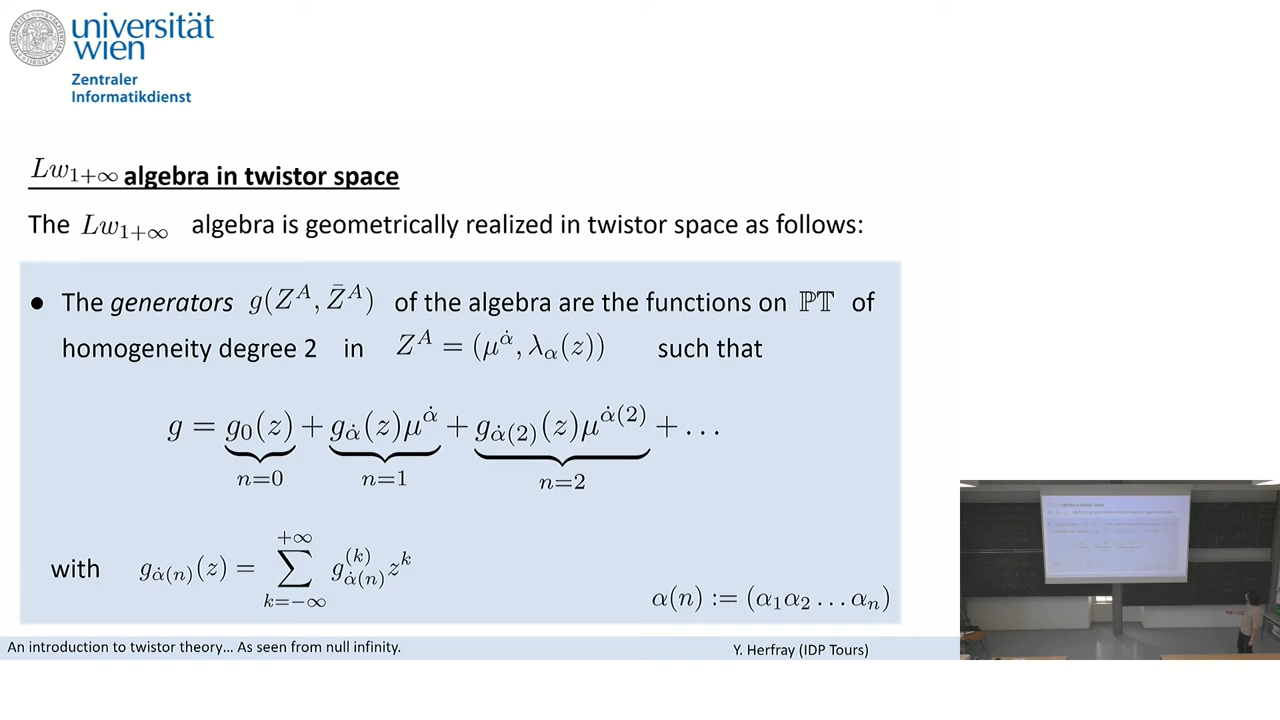 universität
wien
Zentraler
Informatikdienst
Lw₁₊∞ algebra in twistor space
The Lw₁₊∞ algebra is geometrically realized in twistor space as follows:
● The generators g(Z^A, Z̄^A) of the algebra are the functions on ℙ𝕋 of
homogeneity degree 2 in Z^A = (μ^α̇, λ_α(z)) such that
g = g₀(z) + g_α̇(z)μ^α̇ + g_α̇(2)(z)μ^α̇(2) + …
n=0 n=1 n=2
with g_α̇(n)(z) = ∑_{k=−∞}^{+∞} g_α̇(n)^(k) z^k
α(n) := (α₁α₂ … αₙ)
An introduction to twistor theory... As seen from null infinity. Y. Herfray (IDP Tours)